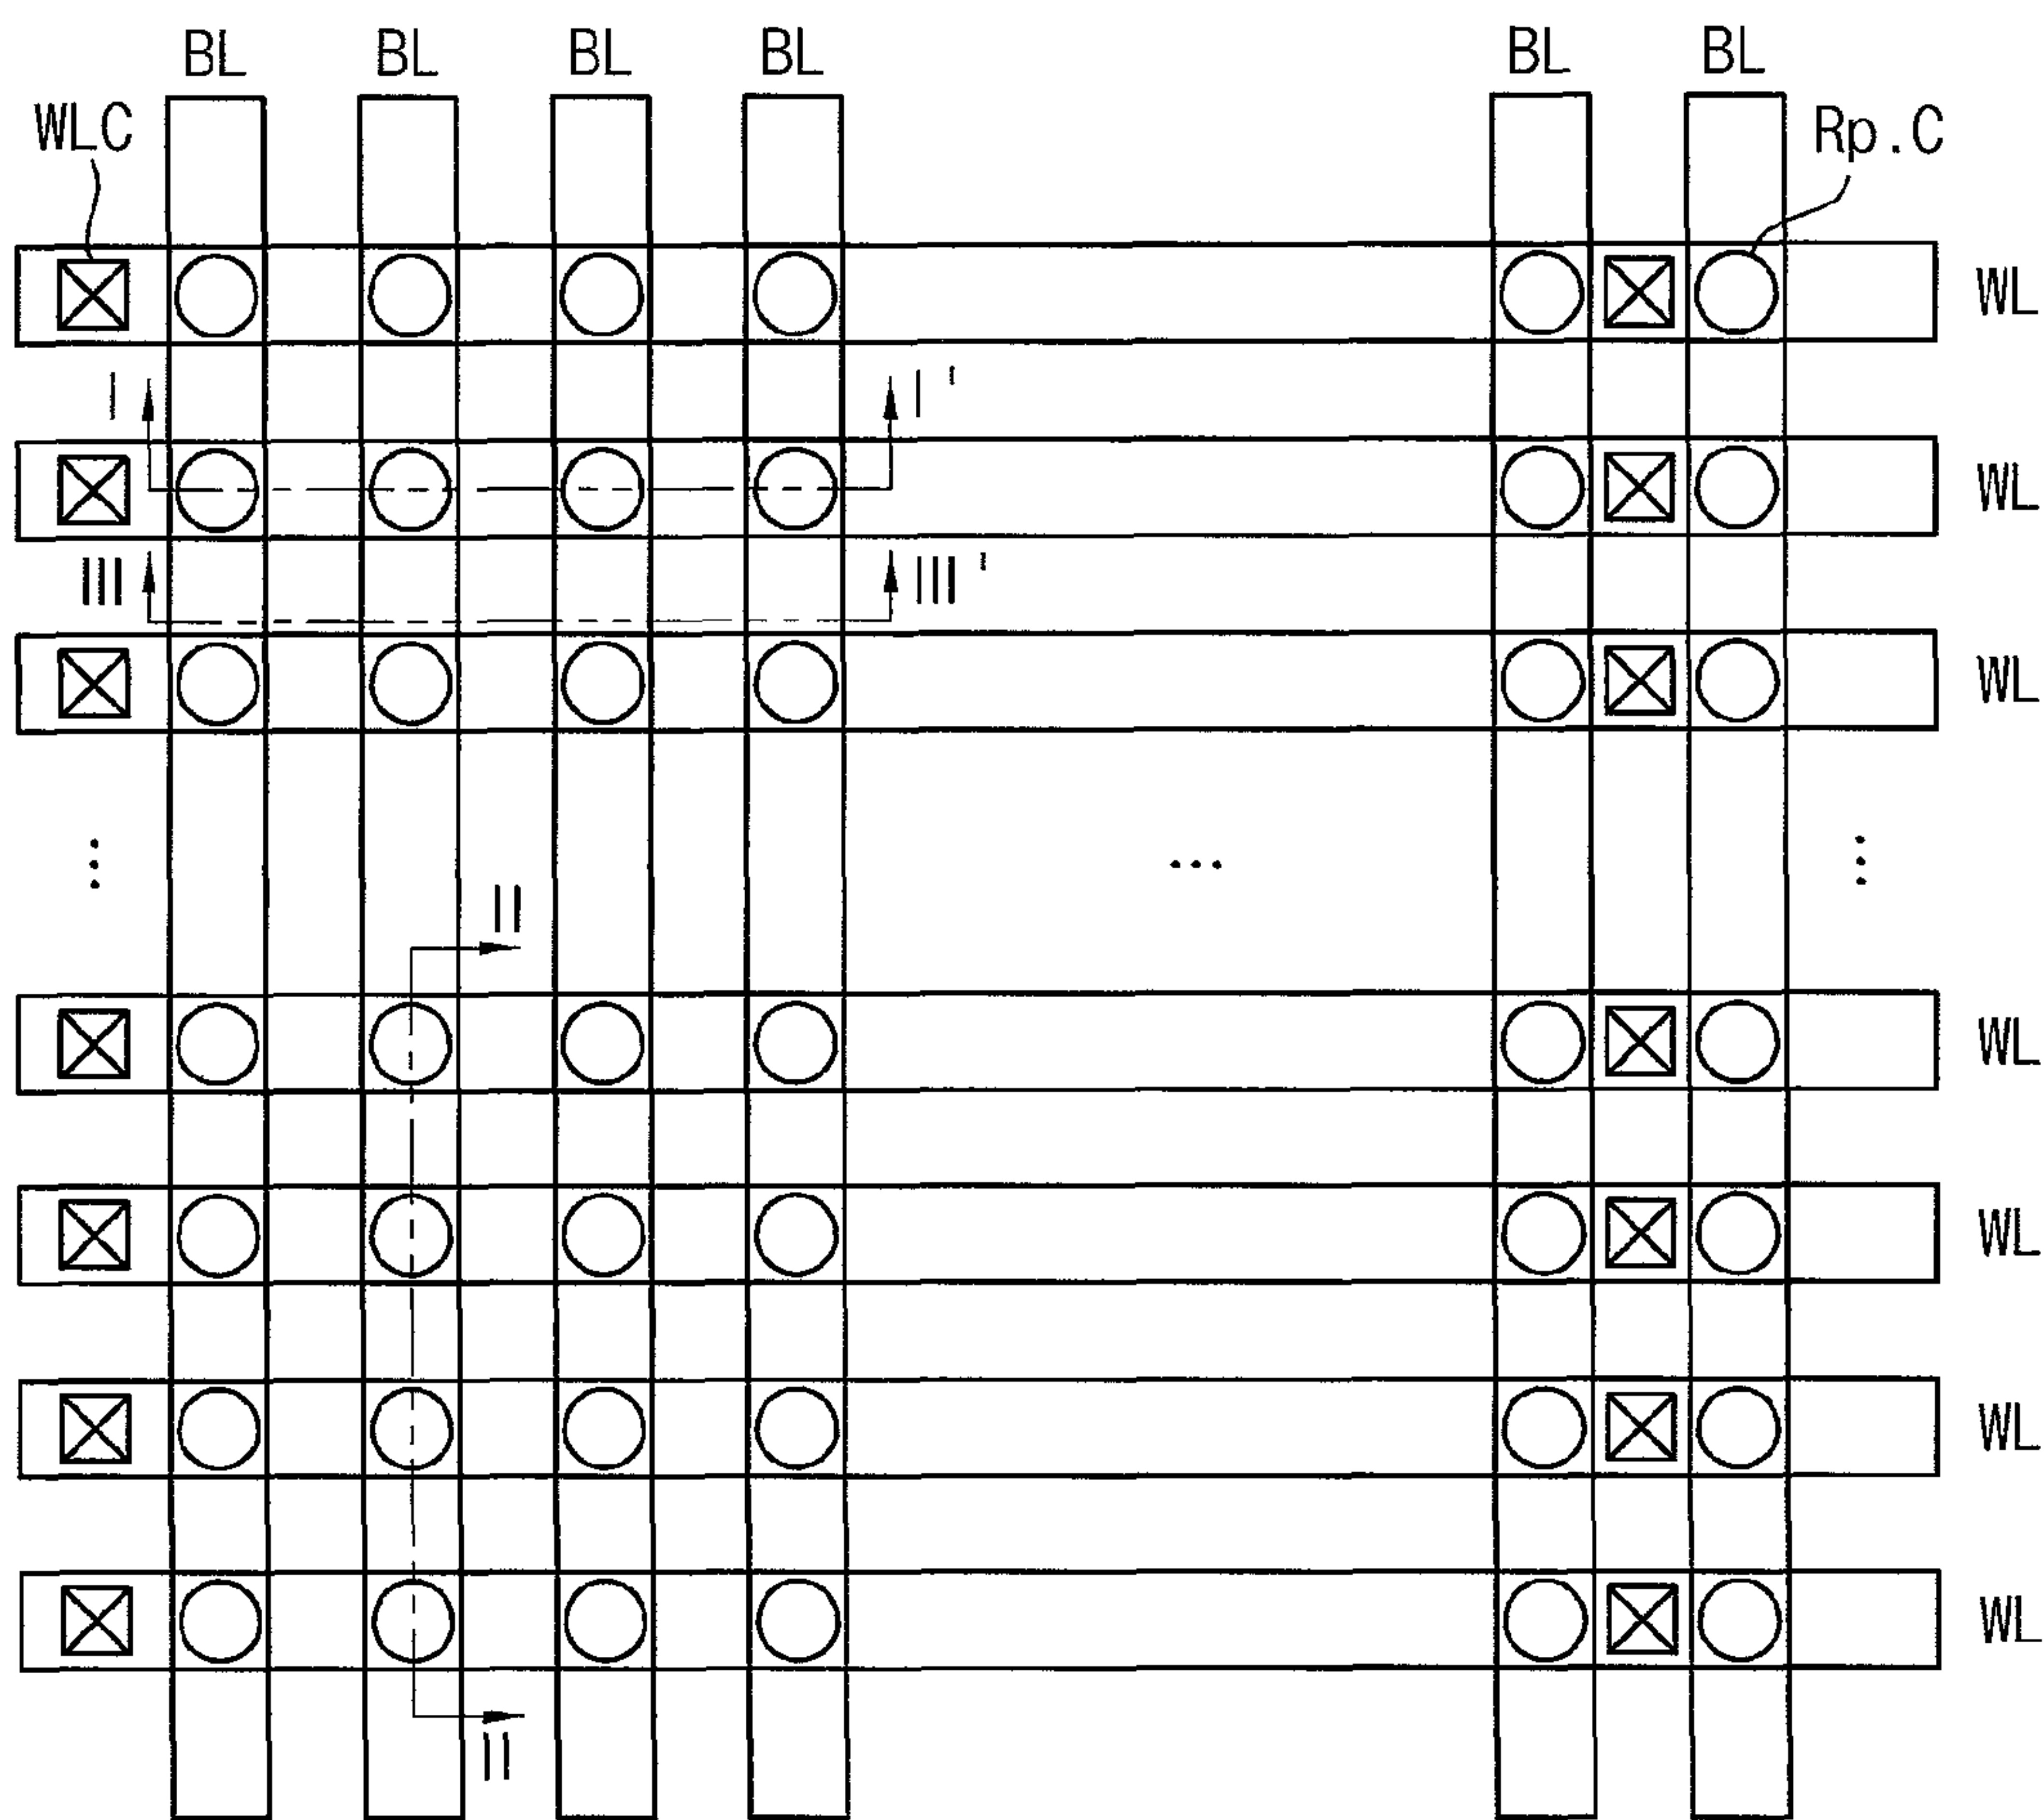 BL BL BL BL BL BL
WLC Rp.C
WL
I I'
WL
III III'
WL
... ... ...
II
WL
WL
WL
WL
II